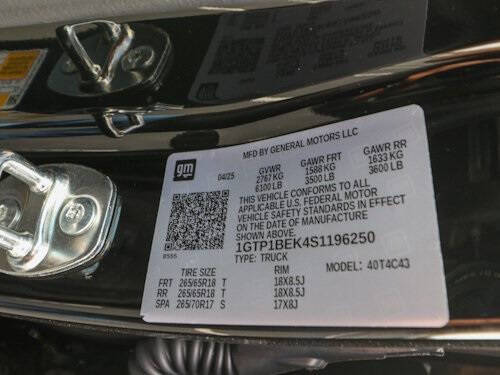 MFD BY GENERAL MOTORS LLC
gm 04/25 GVWR GAWR FRT GAWR RR
2767 KG 1588 KG 1633 KG
6100 LB 3500 LB 3600 LB
THIS VEHICLE CONFORMS TO ALL
APPLICABLE U.S. FEDERAL MOTOR
VEHICLE SAFETY STANDARDS IN EFFECT
ON THE DATE OF MANUFACTURE
SHOWN ABOVE.
1GTP1BEK4S1196250
TYPE: TRUCK
MODEL: 40T4C43
TIRE SIZE RIM
FRT 265/65R18 T 18X8.5J
RR 265/65R18 T 18X8.5J
SPA 265/70R17 S 17X8J